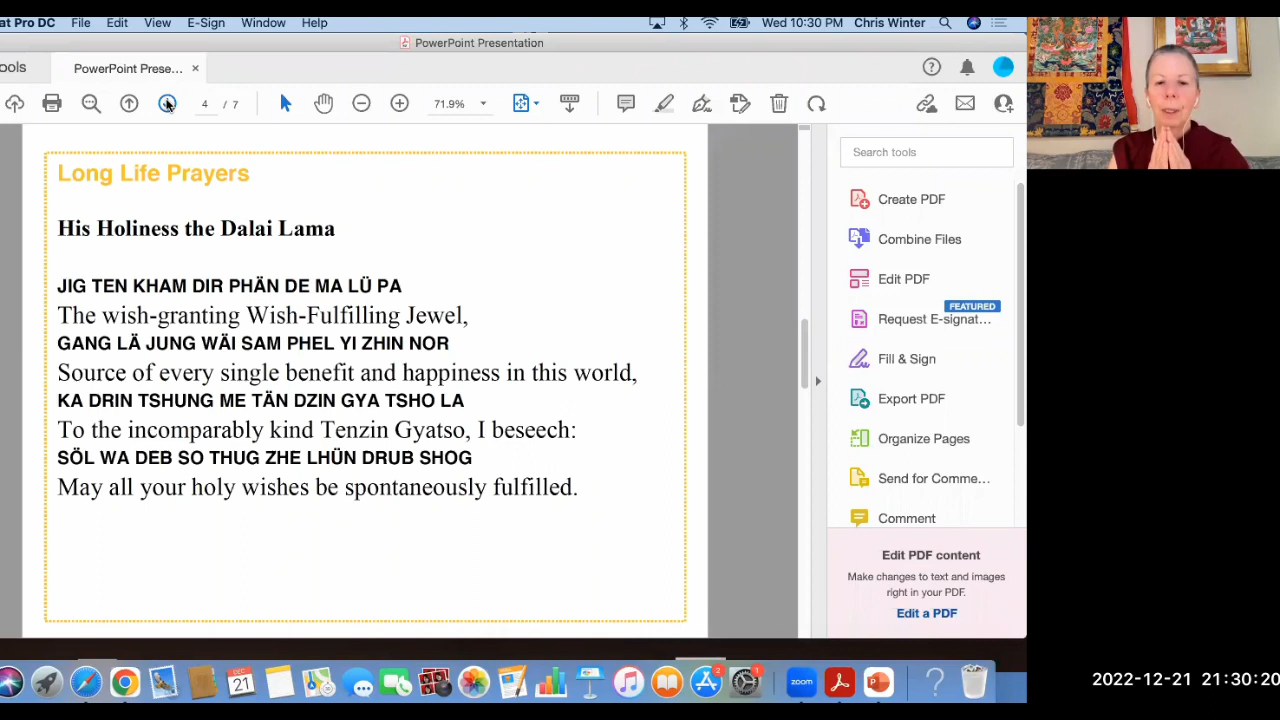 at Pro DC File Edit View E-Sign Window Help Wed 10:30 PM Chris Winter
PowerPoint Presentation
ools PowerPoint Prese... ×
4 / 7 71.9%
Long Life Prayers
His Holiness the Dalai Lama
JIG TEN KHAM DIR PHÄN DE MA LÜ PA
The wish-granting Wish-Fulfilling Jewel,
GANG LÄ JUNG WÄI SAM PHEL YI ZHIN NOR
Source of every single benefit and happiness in this world,
KA DRIN TSHUNG ME TÄN DZIN GYA TSHO LA
To the incomparably kind Tenzin Gyatso, I beseech:
SÖL WA DEB SO THUG ZHE LHÜN DRUB SHOG
May all your holy wishes be spontaneously fulfilled.
Search tools
Create PDF
Combine Files
Edit PDF
FEATURED
Request E-signat...
Fill & Sign
Export PDF
Organize Pages
Send for Comme...
Comment
Edit PDF content
Make changes to text and images
right in your PDF.
Edit a PDF
DEC
21
2
1
zoom
2022-12-21 21:30:20